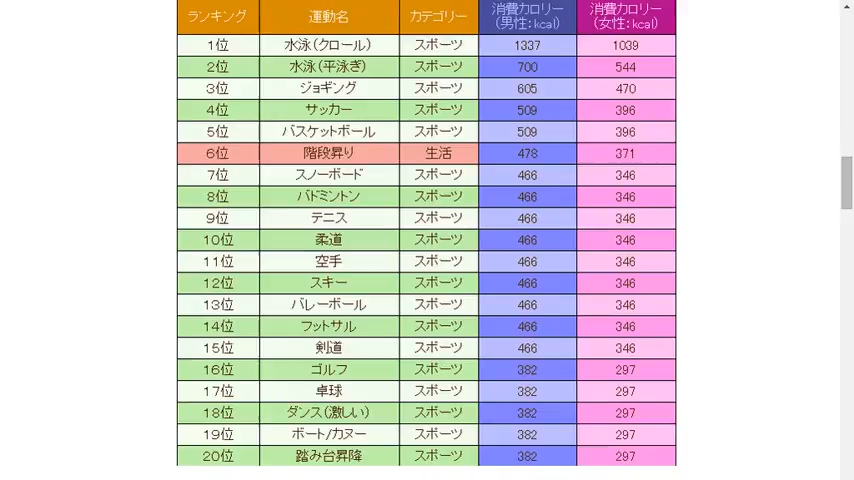 ランキング 運動名 カテゴリー 消費カロリー(男性:kcal) 消費カロリー(女性:kcal)
1位 水泳(クロール) スポーツ 1337 1039
2位 水泳(平泳ぎ) スポーツ 700 544
3位 ジョギング スポーツ 605 470
4位 サッカー スポーツ 509 396
5位 バスケットボール スポーツ 509 396
6位 階段昇り 生活 478 371
7位 スノーボード スポーツ 466 346
8位 バドミントン スポーツ 466 346
9位 テニス スポーツ 466 346
10位 柔道 スポーツ 466 346
11位 空手 スポーツ 466 346
12位 スキー スポーツ 466 346
13位 バレーボール スポーツ 466 346
14位 フットサル スポーツ 466 346
15位 剣道 スポーツ 466 346
16位 ゴルフ スポーツ 382 297
17位 卓球 スポーツ 382 297
18位 ダンス(激しい) スポーツ 382 297
19位 ボート/カヌー スポーツ 382 297
20位 踏み台昇降 スポーツ 382 297